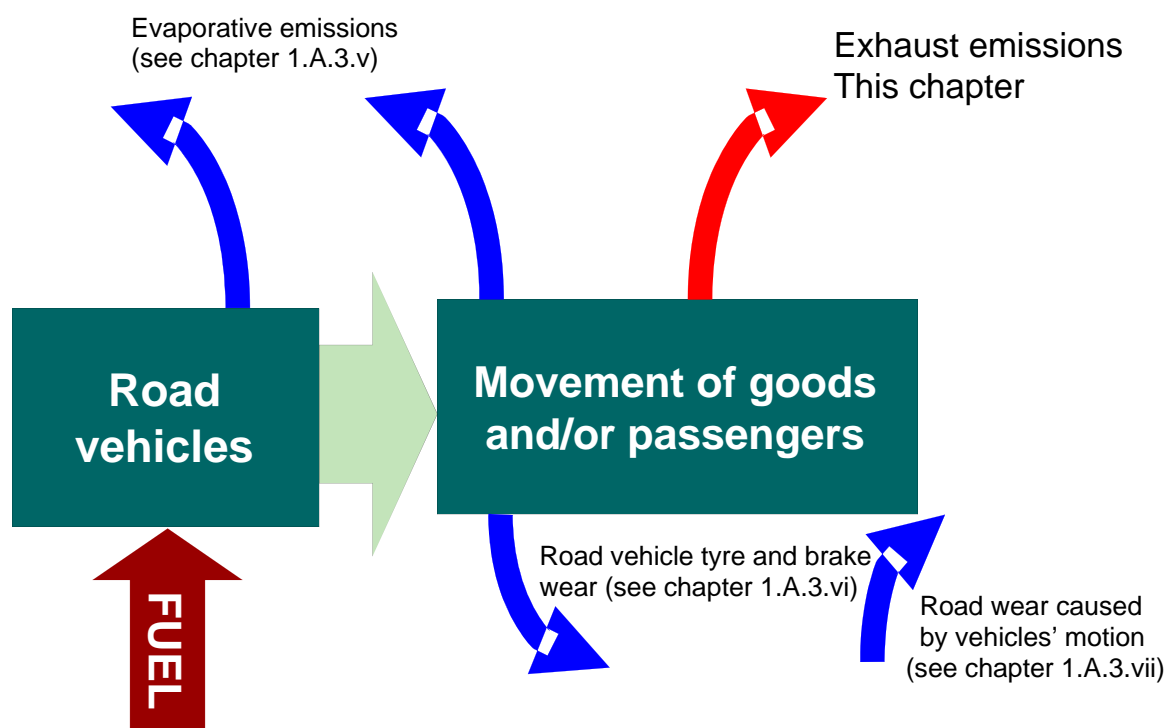 Evaporative emissions
(see chapter 1.A.3.v)
Exhaust emissions
This chapter
Road
vehicles
Movement of goods
and/or passengers
FUEL
Road vehicle tyre and brake
wear (see chapter 1.A.3.vi)
Road wear caused
by vehicles’ motion
(see chapter 1.A.3.vii)